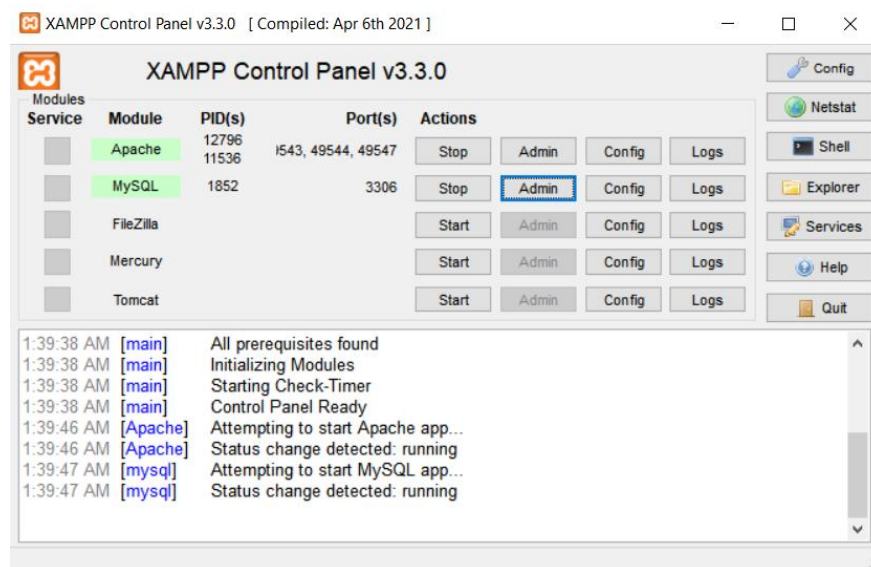 XAMPP Control Panel v3.3.0 [ Compiled: Apr 6th 2021 ]
XAMPP Control Panel v3.3.0
Config
Modules
Service Module PID(s) Port(s) Actions
Netstat
Apache 12796 11536 9543, 49544, 49547 Stop Admin Config Logs
Shell
MySQL 1852 3306 Stop Admin Config Logs
Explorer
FileZilla Start Admin Config Logs
Services
Mercury Start Admin Config Logs
Help
Tomcat Start Admin Config Logs
Quit
1:39:38 AM [main] All prerequisites found
1:39:38 AM [main] Initializing Modules
1:39:38 AM [main] Starting Check-Timer
1:39:38 AM [main] Control Panel Ready
1:39:46 AM [Apache] Attempting to start Apache app...
1:39:46 AM [Apache] Status change detected: running
1:39:47 AM [mysql] Attempting to start MySQL app...
1:39:47 AM [mysql] Status change detected: running